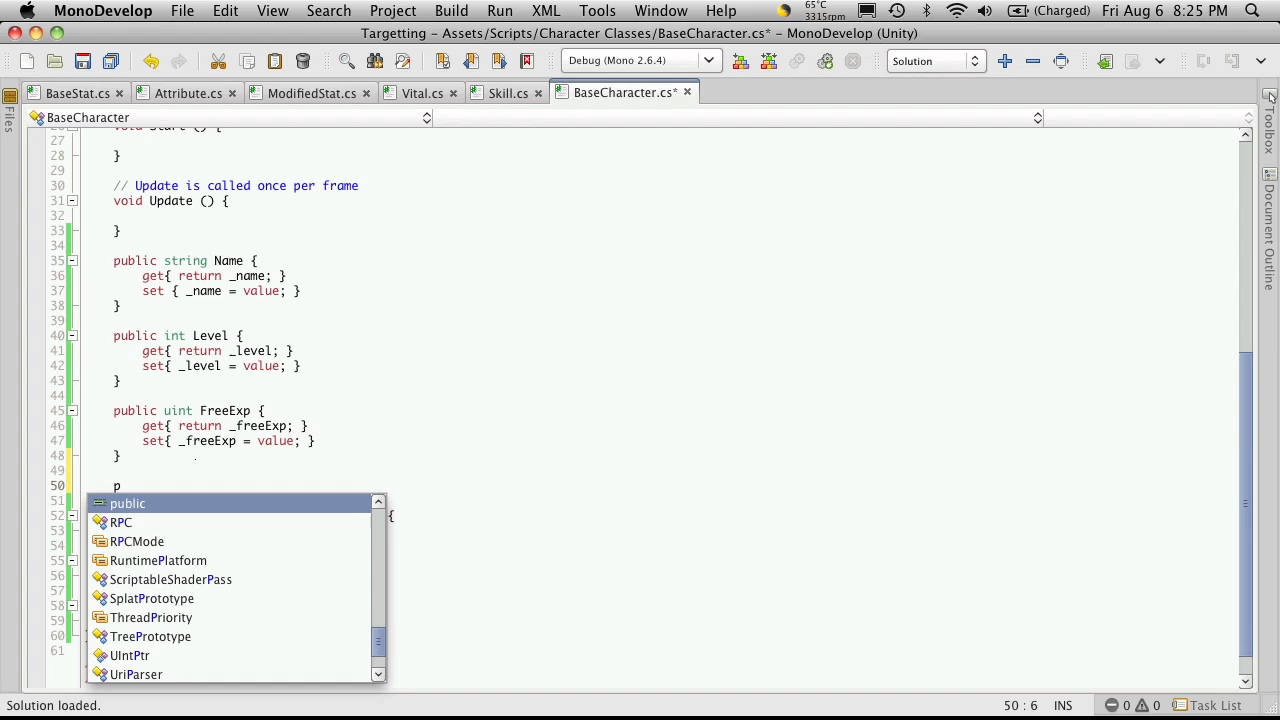 MonoDevelop File Edit View Search Project Build Run XML Tools Window Help 65°C 3315rpm (Charged) Fri Aug 6 8:25 PM
Targetting - Assets/Scripts/Character Classes/BaseCharacter.cs* - MonoDevelop (Unity)
Debug (Mono 2.6.4) Solution
BaseStat.cs Attribute.cs ModifiedStat.cs Vital.cs Skill.cs BaseCharacter.cs*
Files
BaseCharacter
Toolbox
Document Outline
26 void Start () {
27
28 }
29
30 // Update is called once per frame
31 void Update () {
32
33 }
34
35 public string Name {
36 get{ return _name; }
37 set { _name = value; }
38 }
39
40 public int Level {
41 get{ return _level; }
42 set{ _level = value; }
43 }
44
45 public uint FreeExp {
46 get{ return _freeExp; }
47 set{ _freeExp = value; }
48 }
49
50 p
51 public
52 {
53 RPC
54 RPCMode
55 RuntimePlatform
56 ScriptableShaderPass
57 SplatPrototype
58 ThreadPriority
59 TreePrototype
60 UIntPtr
61 UriParser
Solution loaded. 50 : 6 INS 0 0 Task List